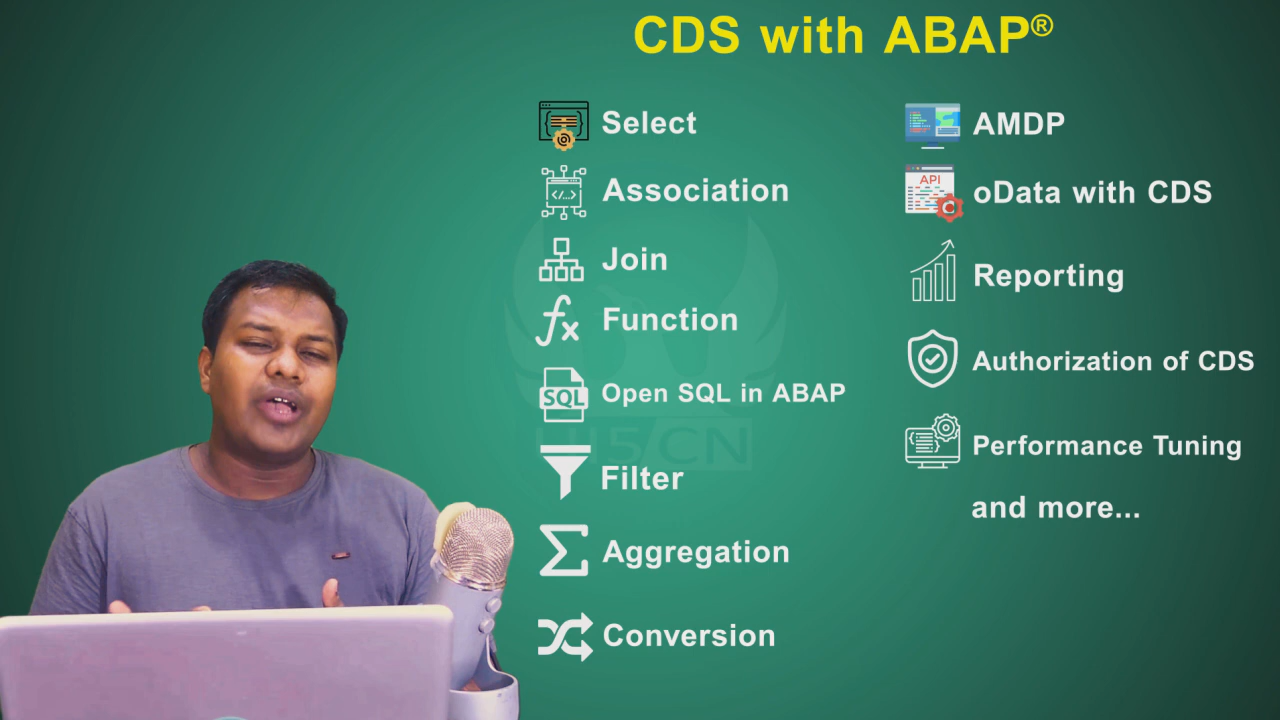 CDS with ABAP®
Select
Association
Join
Function
SQL
Open SQL in ABAP
Filter
Aggregation
Conversion
AMDP
API
oData with CDS
Reporting
Authorization of CDS
Performance Tuning
and more...